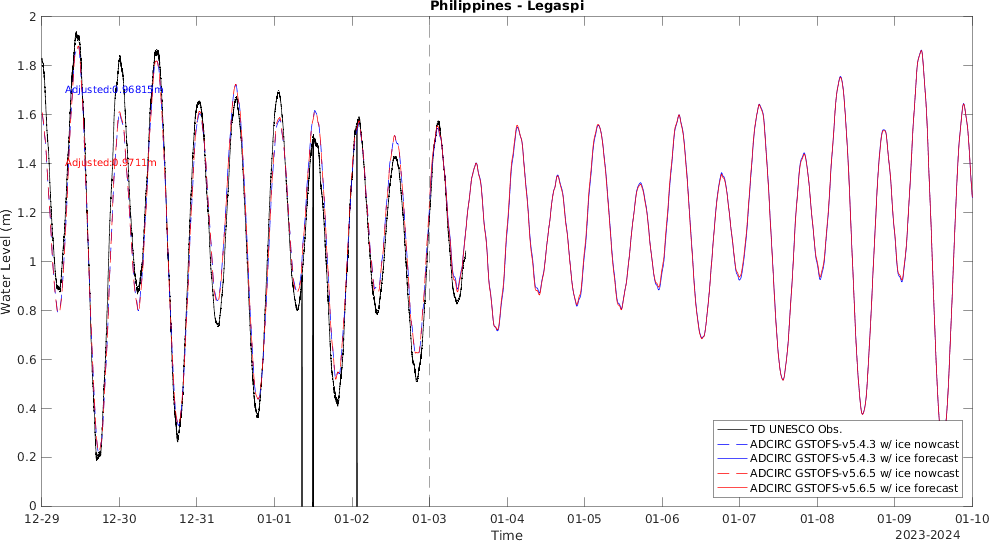 Philippines - Legaspi
2
1.8
Adjusted:0.96815m
1.6
Adjusted:0.9711m
1.4
1.2
1
0.8
0.6
0.4
0.2
0
Water Level (m)
TD UNESCO Obs.
ADCIRC GSTOFS-v5.4.3 w/ ice nowcast
ADCIRC GSTOFS-v5.4.3 w/ ice forecast
ADCIRC GSTOFS-v5.6.5 w/ ice nowcast
ADCIRC GSTOFS-v5.6.5 w/ ice forecast
12-29 12-30 12-31 01-01 01-02 01-03 01-04 01-05 01-06 01-07 01-08 01-09 01-10
Time
2023-2024